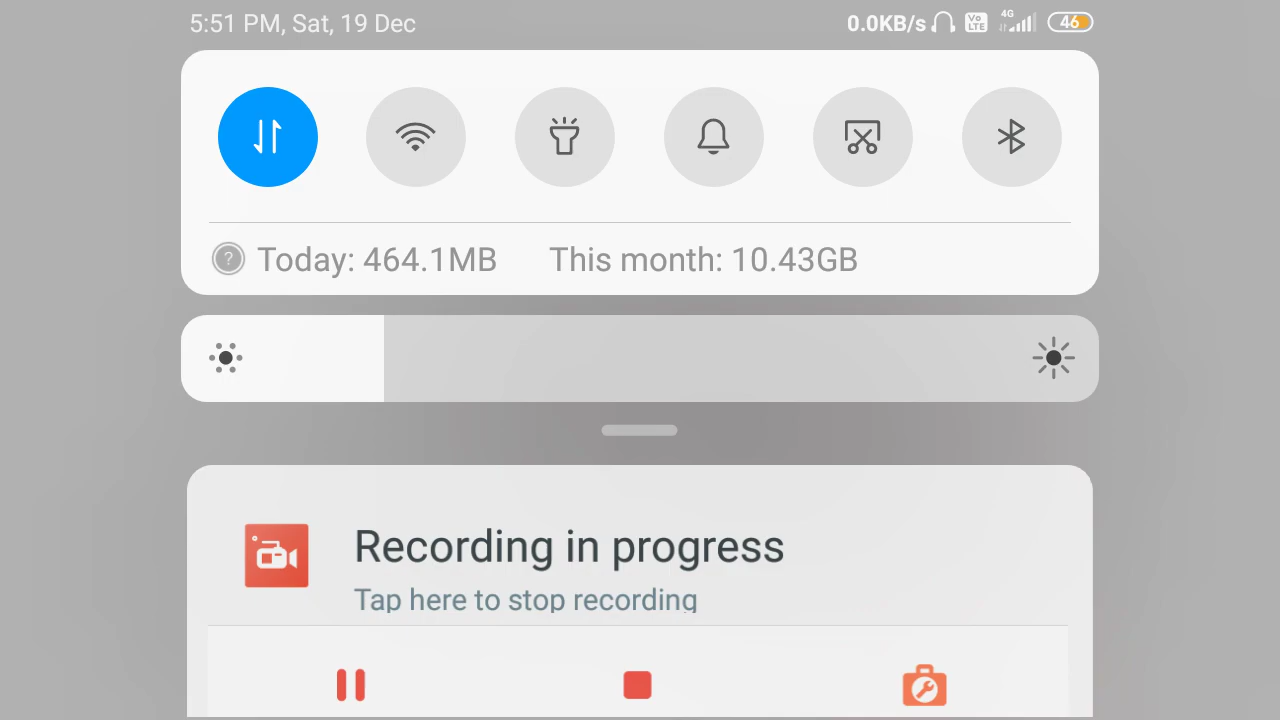 5:51 PM, Sat, 19 Dec 0.0KB/s Vo LTE 4G 46
? Today: 464.1MB This month: 10.43GB
Recording in progress
Tap here to stop recording